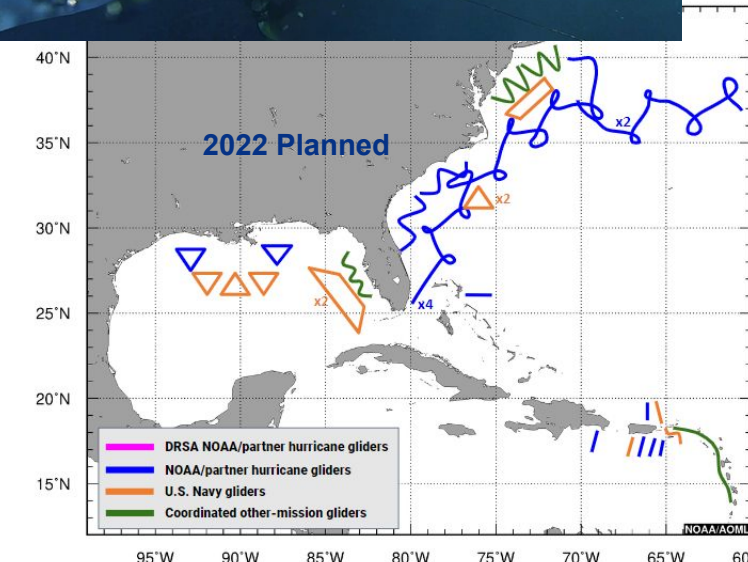 40°N
35°N
30°N
25°N
20°N
15°N
2022 Planned
x2
x2
x2
x4
DRSA NOAA/partner hurricane gliders
NOAA/partner hurricane gliders
U.S. Navy gliders
Coordinated other-mission gliders
NOAA/AOML
95°W 90°W 85°W 80°W 75°W 70°W 65°W 60